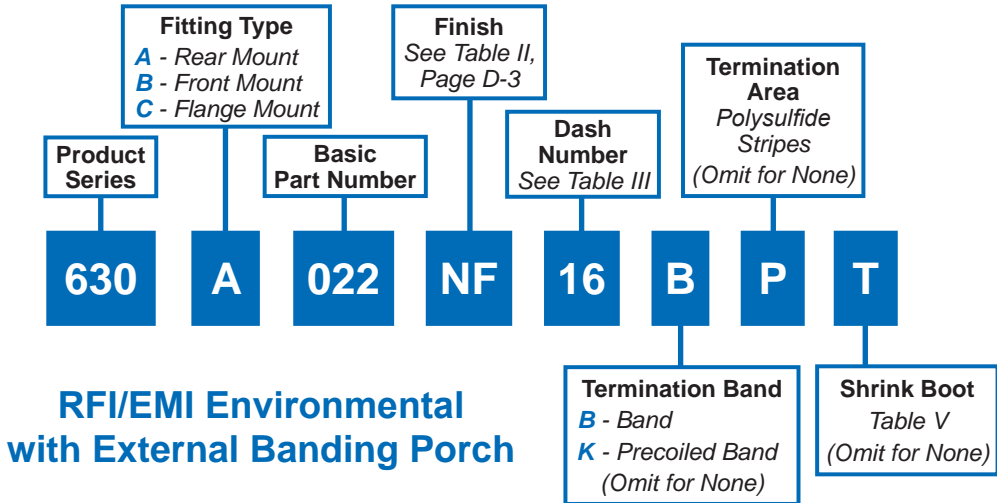 Fitting Type
A - Rear Mount
B - Front Mount
C - Flange Mount
Finish
See Table II,
Page D-3
Termination
Area
Polysulfide
Stripes
(Omit for None)
Product
Series
Basic
Part Number
Dash
Number
See Table III
630 A 022 NF 16 B P T
RFI/EMI Environmental
with External Banding Porch
Termination Band
B - Band
K - Precoiled Band
(Omit for None)
Shrink Boot
Table V
(Omit for None)